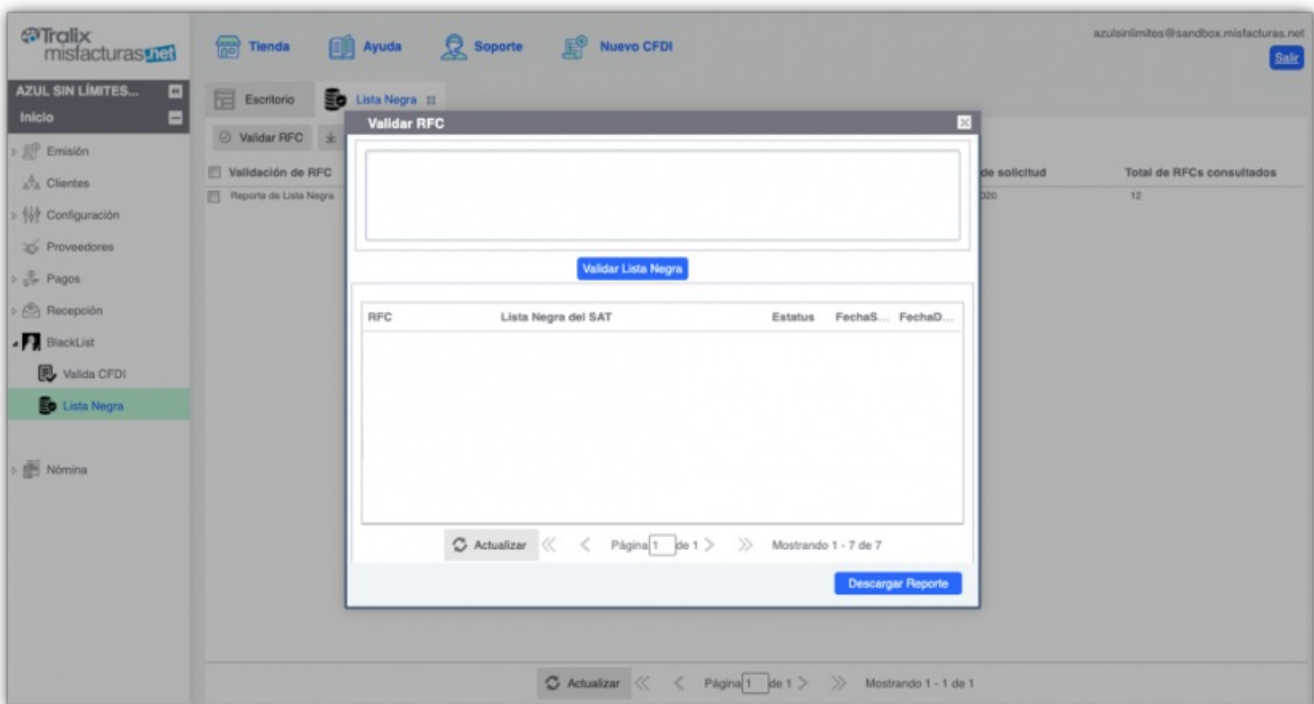 Tralix
misfacturas.net
Tienda
Ayuda
Soporte
Nuevo CFDI
azulsinlimites@sandbox.misfacturas.net
Salir
AZUL SIN LÍMITES...
Inicio
Emisión
Clientes
Configuración
Proveedores
Pagos
Recepción
BlackList
Valida CFDI
Lista Negra
Nómina
Escritorio
Lista Negra
Validar RFC
Validación de RFC
de solicitud
Total de RFCs consultados
Reporte de Lista Negra
020
12
Validar RFC
Validar Lista Negra
RFC
Lista Negra del SAT
Estatus
FechaS...
FechaD...
Actualizar
Página 1 de 1
Mostrando 1 - 7 de 7
Descargar Reporte
Actualizar
Página 1 de 1
Mostrando 1 - 1 de 1